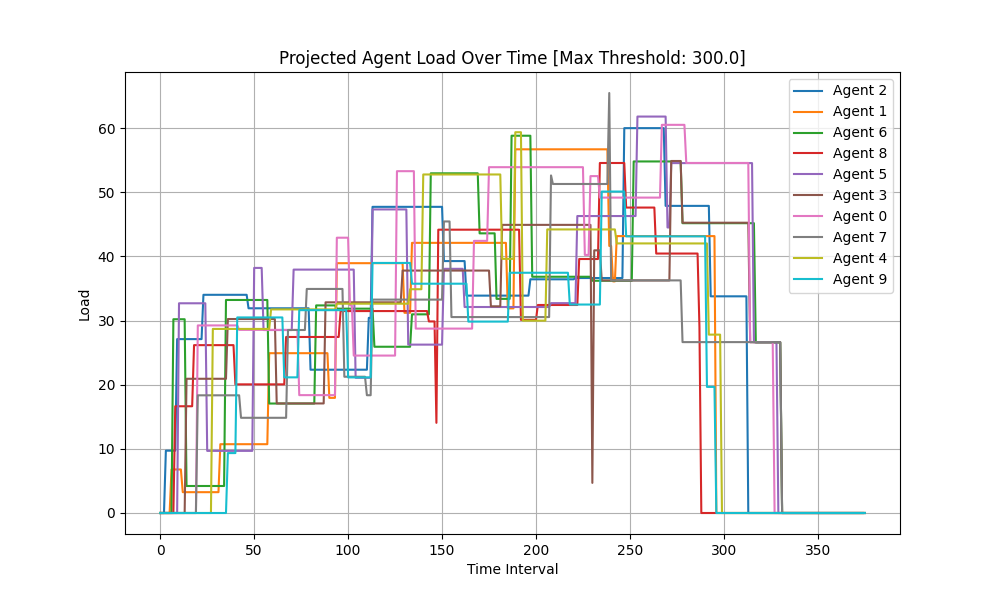 Projected Agent Load Over Time [Max Threshold: 300.0]
Agent 2
Agent 1
Agent 6
Agent 8
Agent 5
Agent 3
Agent 0
Agent 7
Agent 4
Agent 9
Load
60
50
40
30
20
10
0
0 50 100 150 200 250 300 350
Time Interval